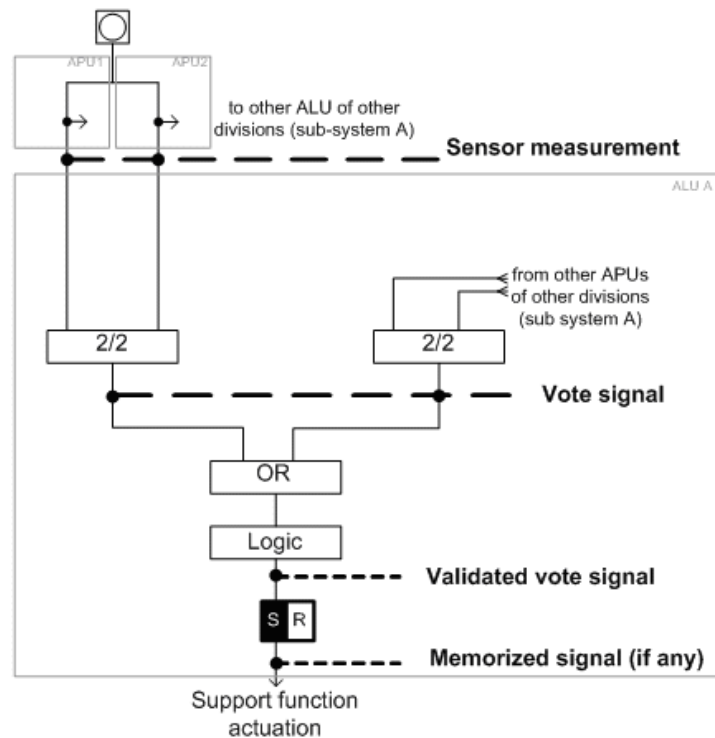 APU1
APU2
to other ALU of other
divisions (sub-system A)
Sensor measurement
ALU A
from other APUs
of other divisions
(sub system A)
2/2
2/2
Vote signal
OR
Logic
Validated vote signal
S R
Memorized signal (if any)
Support function
actuation